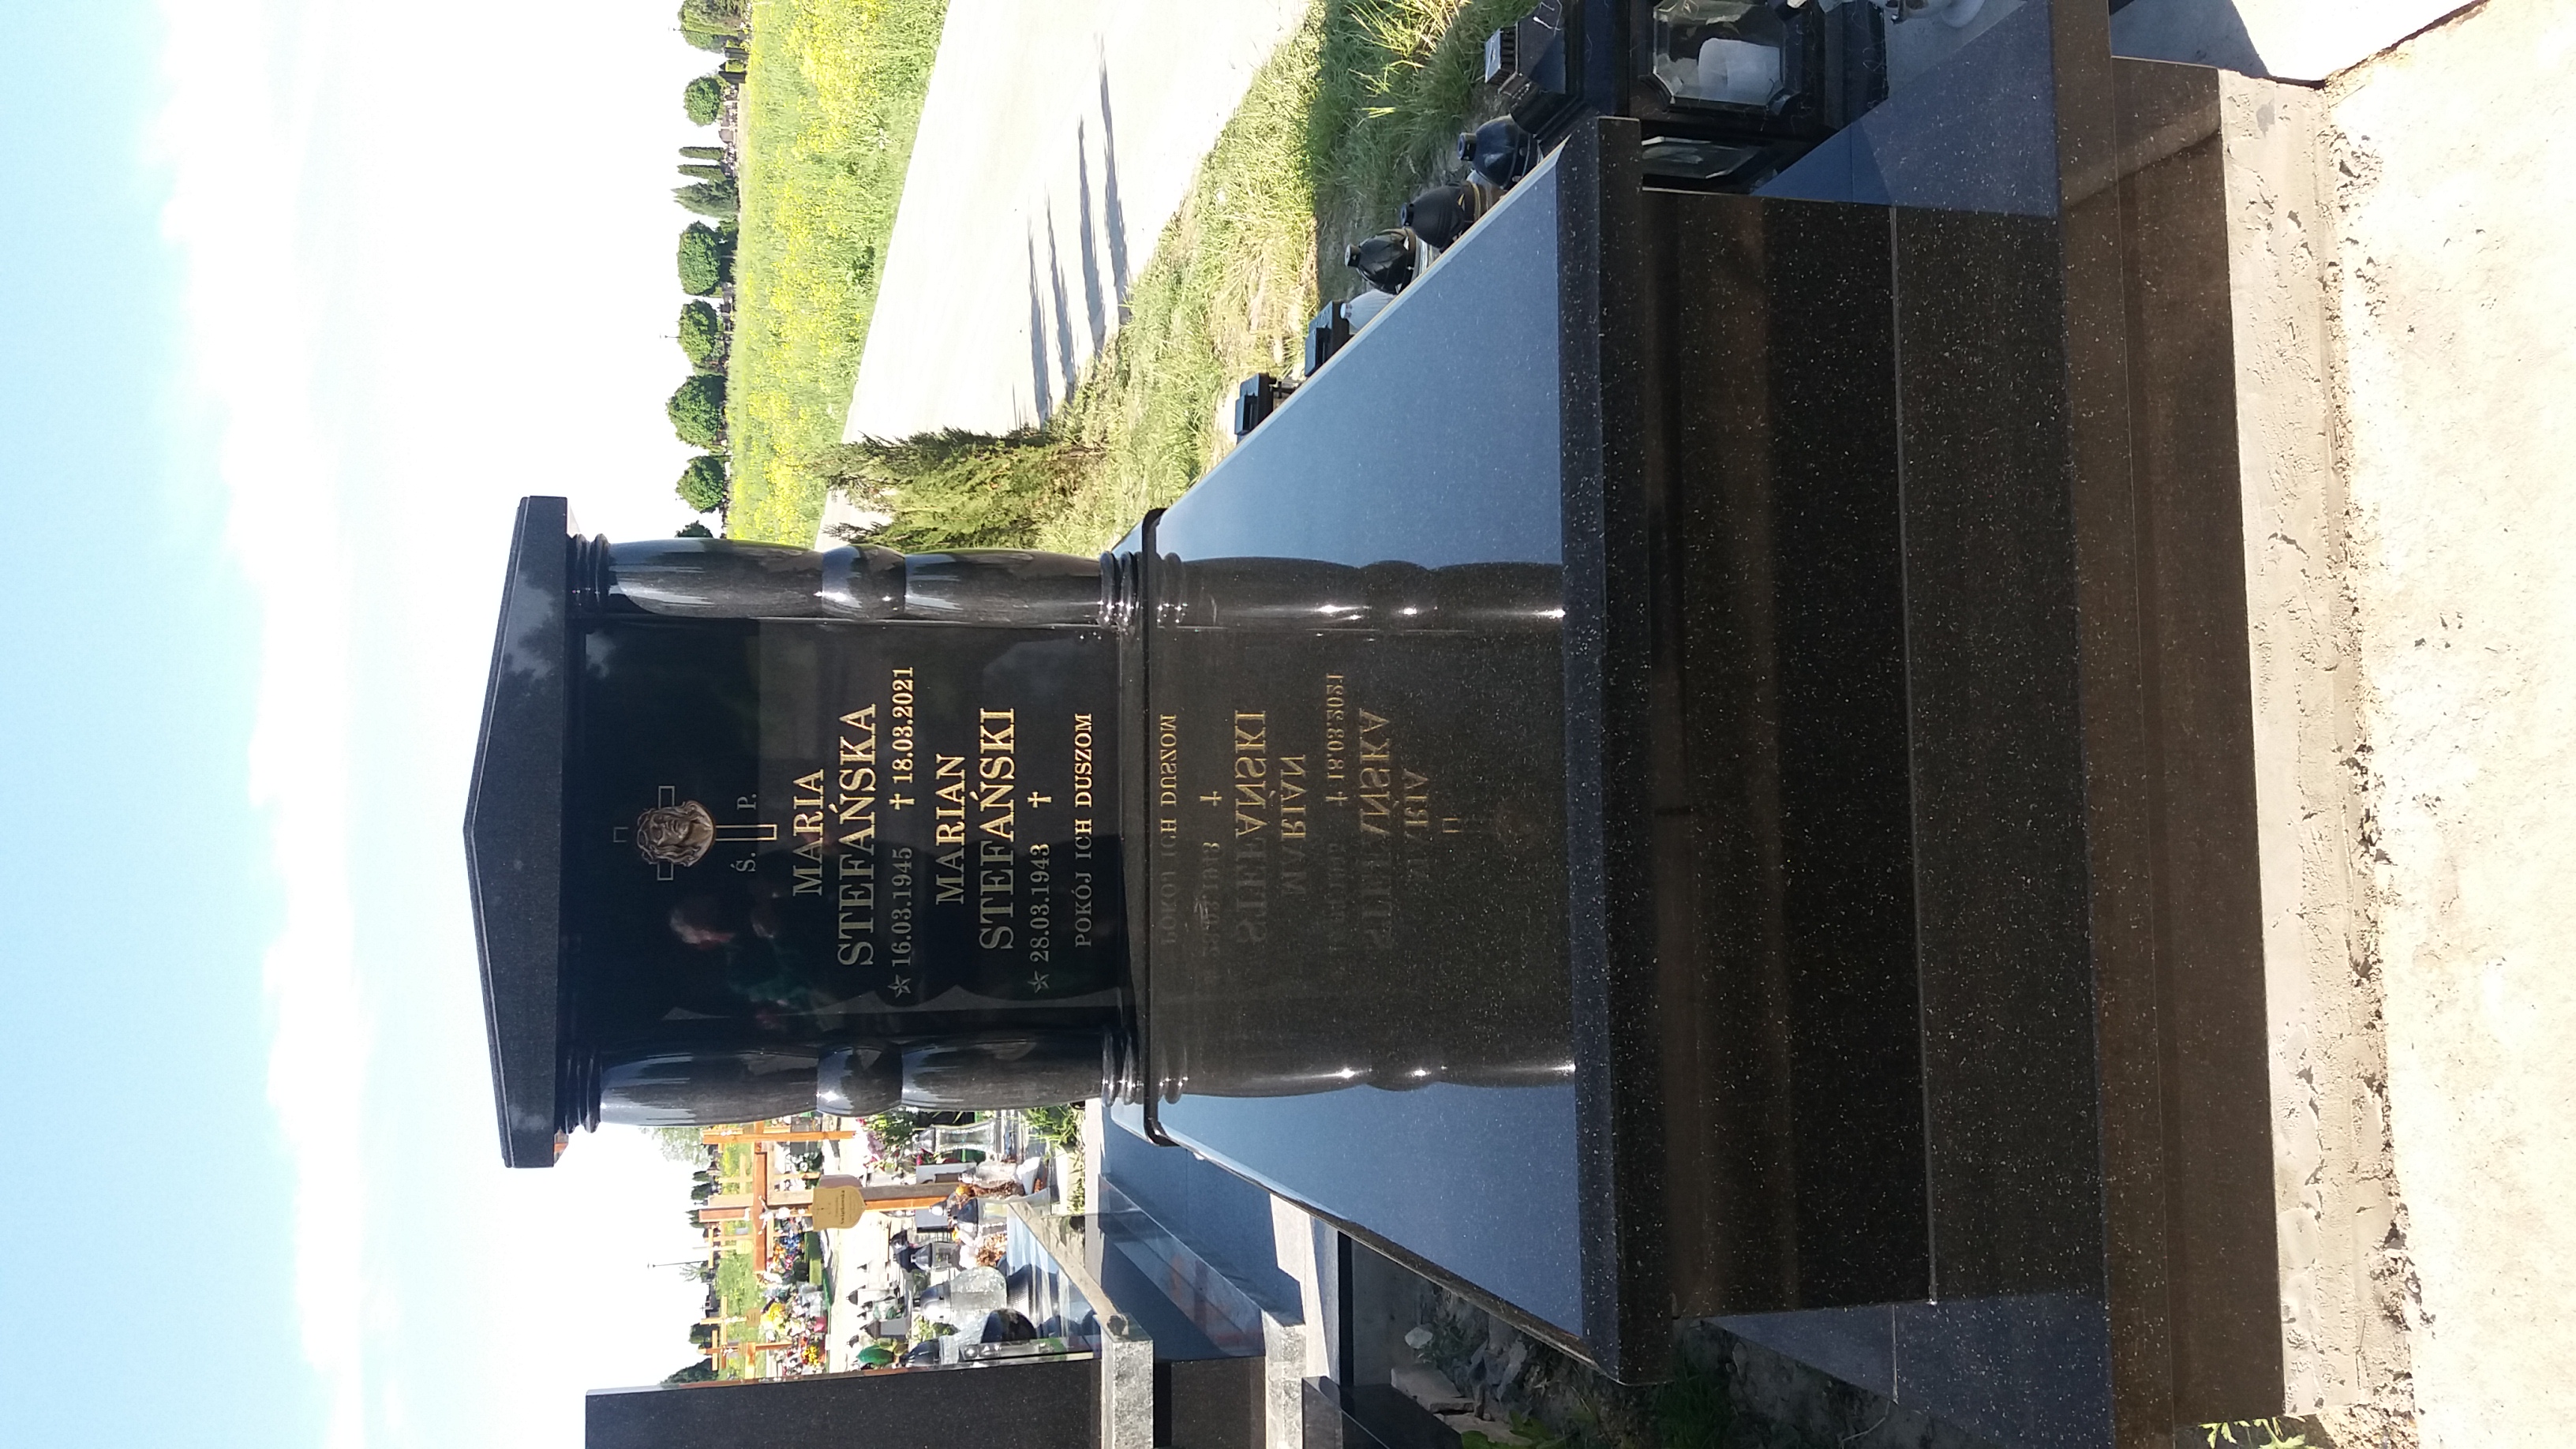 Ś. P.
MARIA
STEFAŃSKA
☆ 16.03.1945 ✝ 18.03.2021
MARIAN
STEFAŃSKI
☆ 28.03.1943 ✝
POKÓJ ICH DUSZOM